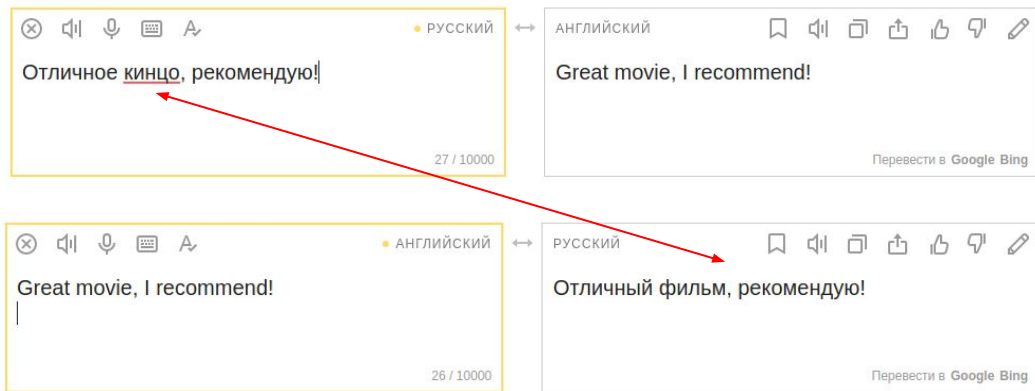 РУССКИЙ
АНГЛИЙСКИЙ
Отличное кинцо, рекомендую!
Great movie, I recommend!
27 / 10000
Перевести в Google Bing
АНГЛИЙСКИЙ
РУССКИЙ
Great movie, I recommend!
Отличный фильм, рекомендую!
26 / 10000
Перевести в Google Bing